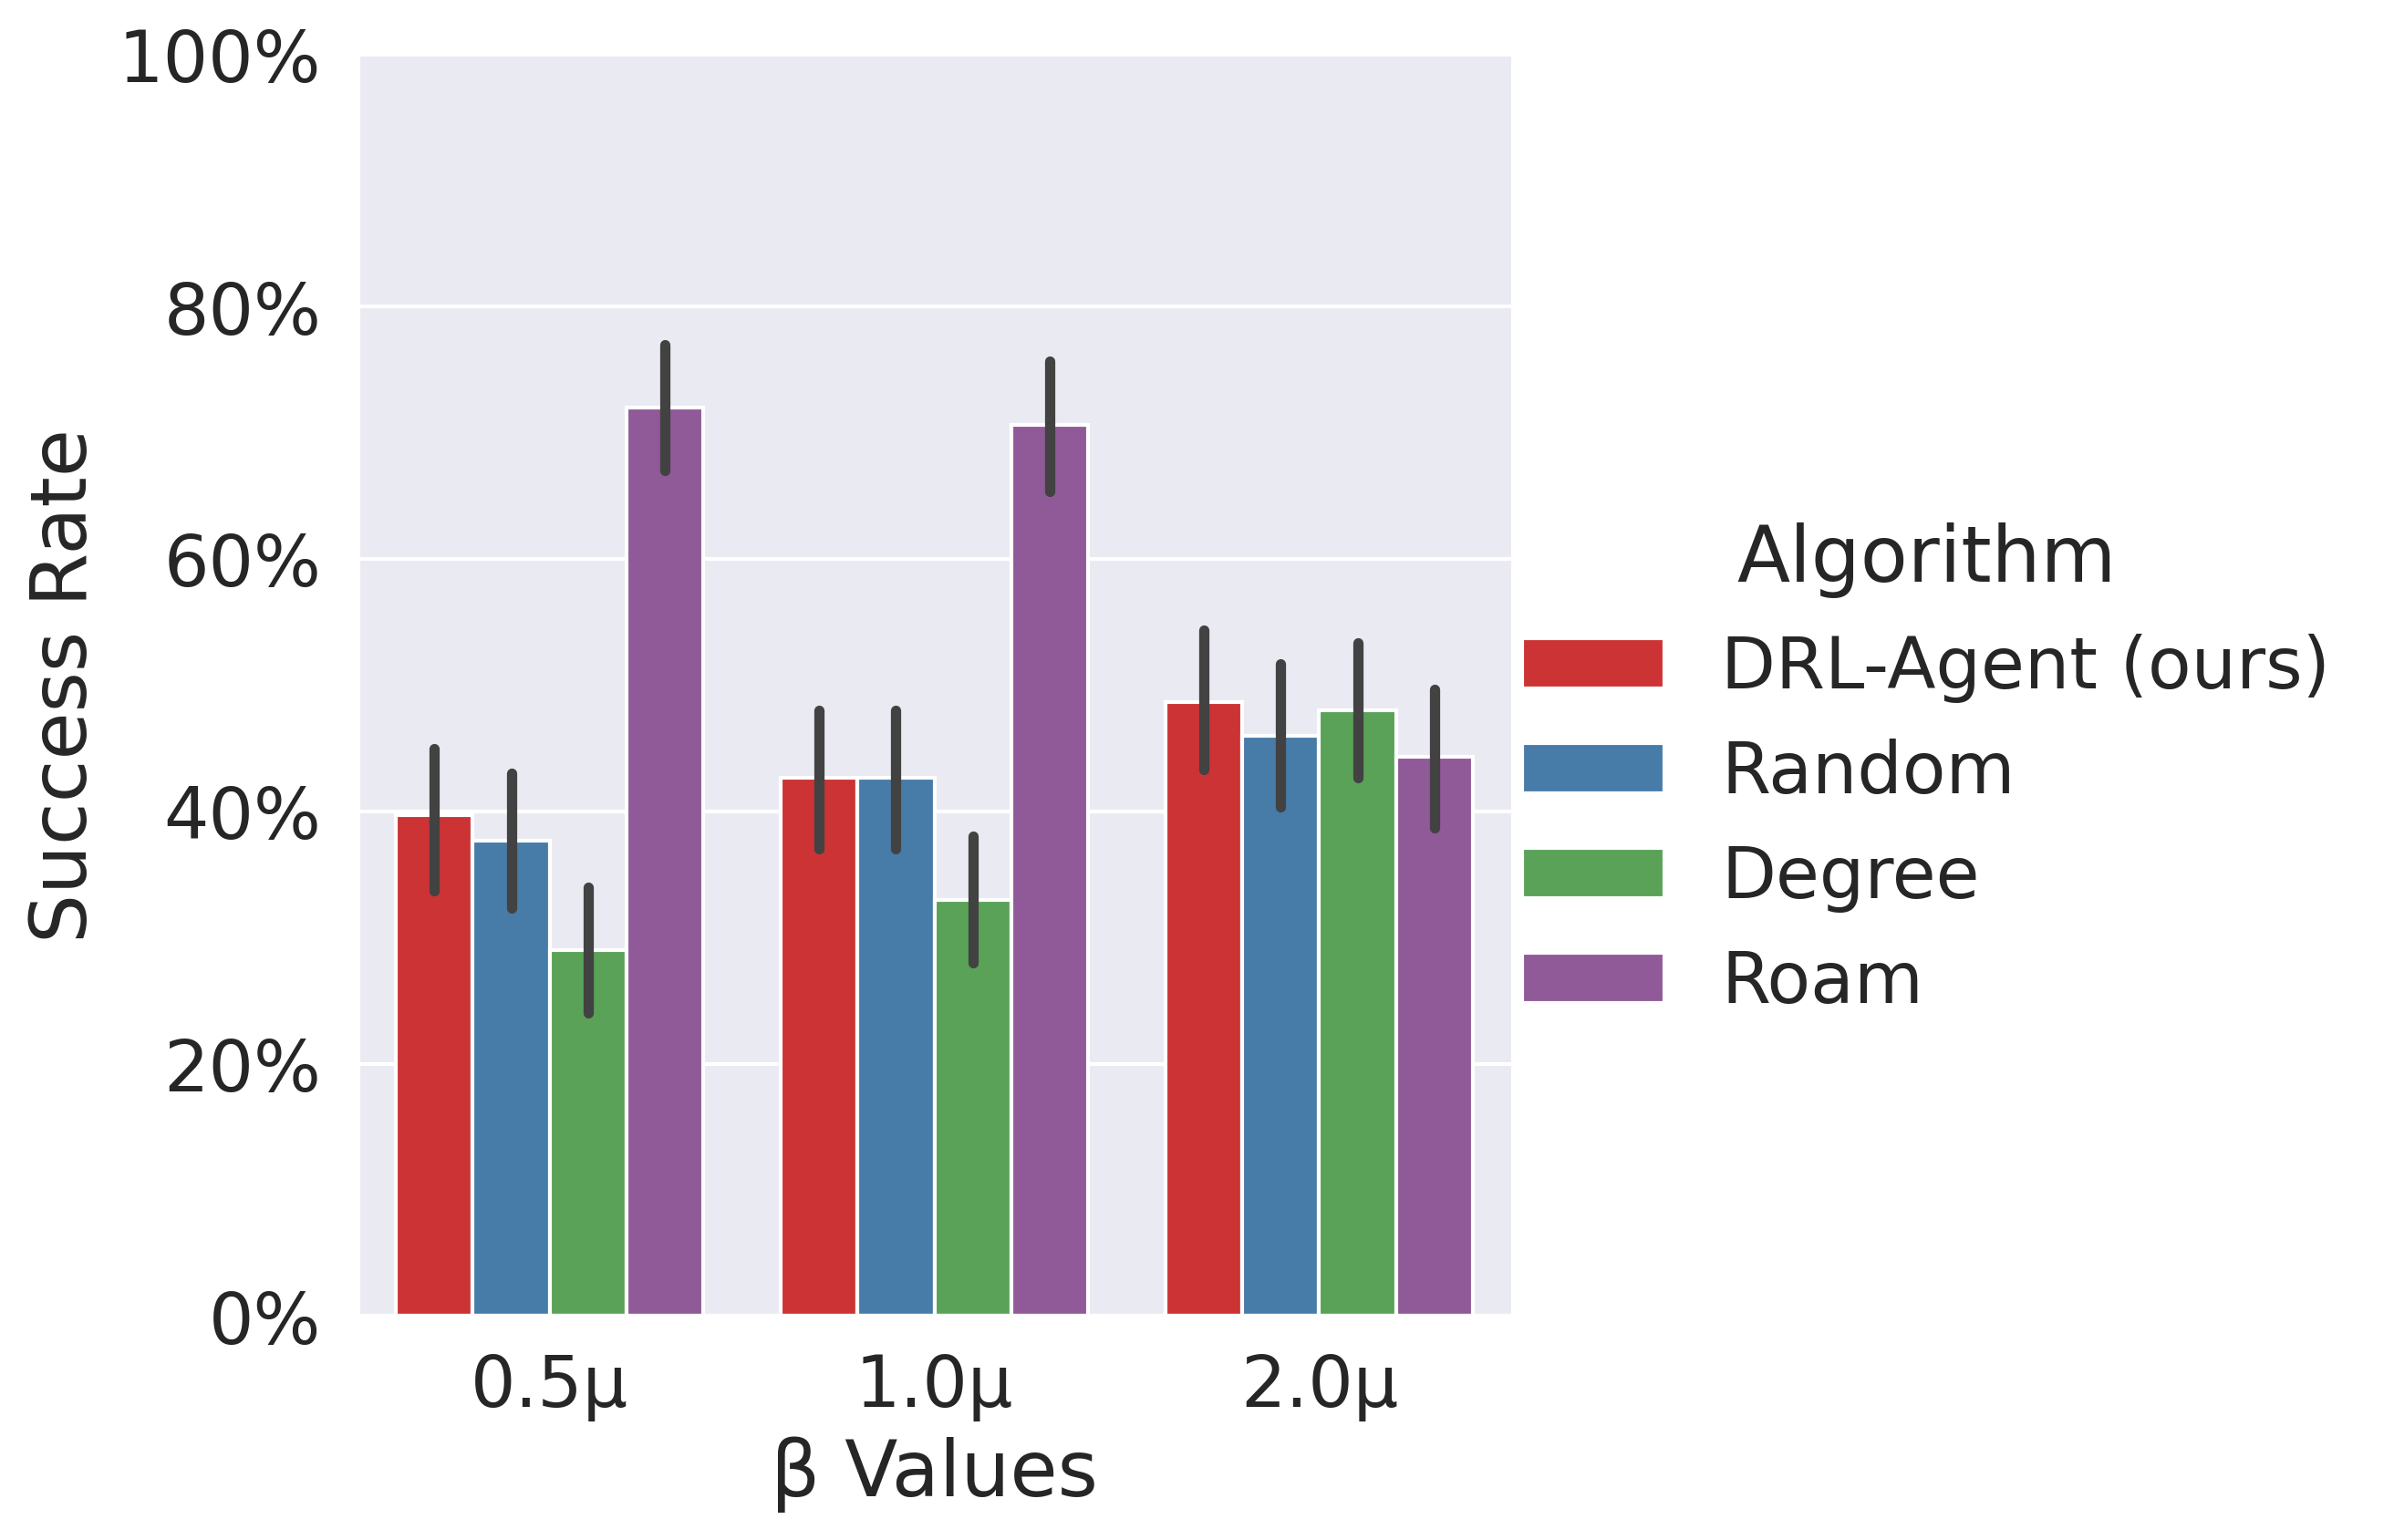 100%
80%
60%
40%
20%
0%
Success Rate
0.5μ 1.0μ 2.0μ
β Values
Algorithm
DRL-Agent (ours)
Random
Degree
Roam